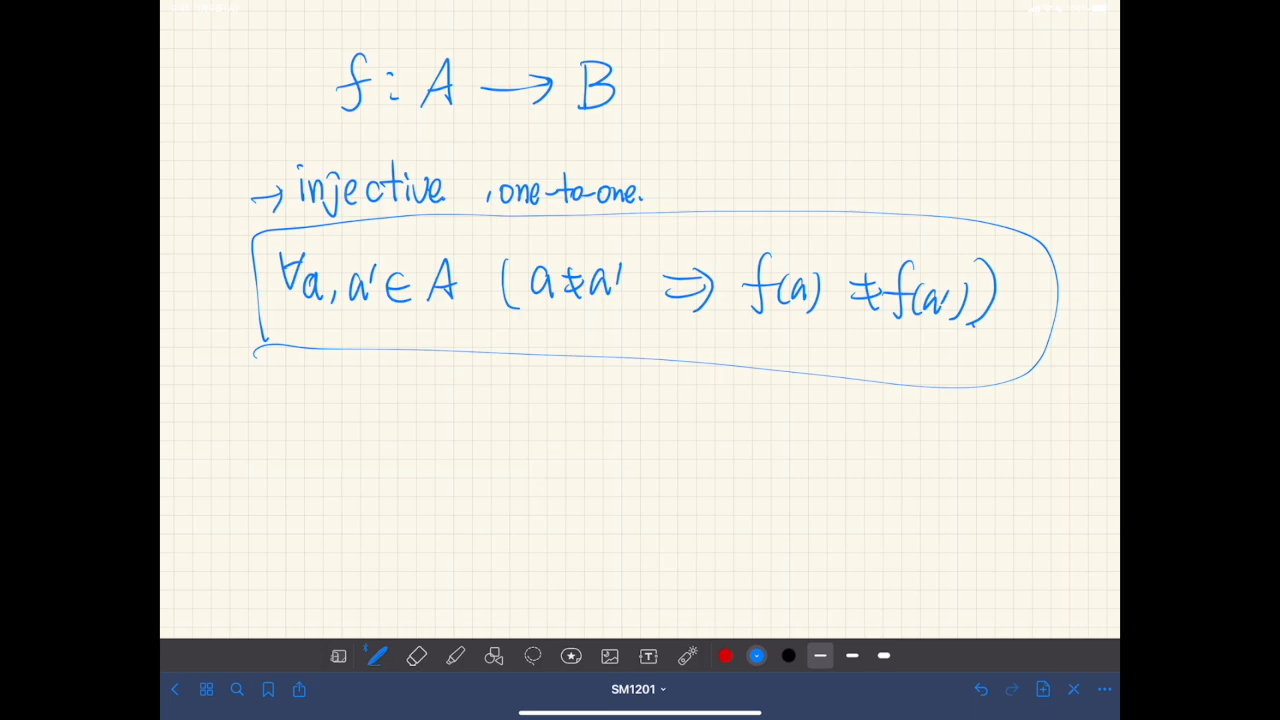 f : A → B
→ injective , one-to-one.
∀a, a' ∈ A ( a ≠ a' ⇒ f(a) ≠ f(a') )
SM1201